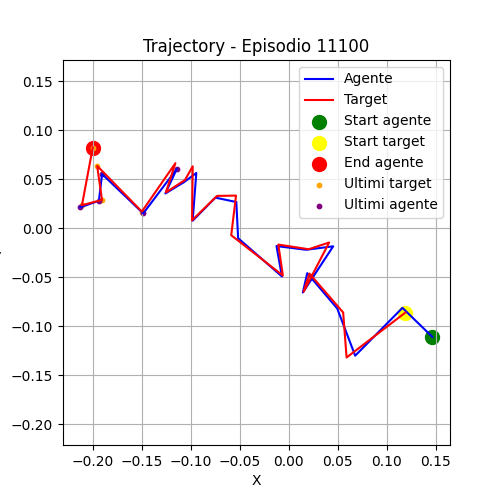 Trajectory - Episodio 11100
Agente
Target
Start agente
Start target
End agente
Ultimi target
Ultimi agente
0.15
0.10
0.05
0.00
−0.05
−0.10
−0.15
−0.20
−0.20 −0.15 −0.10 −0.05 0.00 0.05 0.10 0.15
X